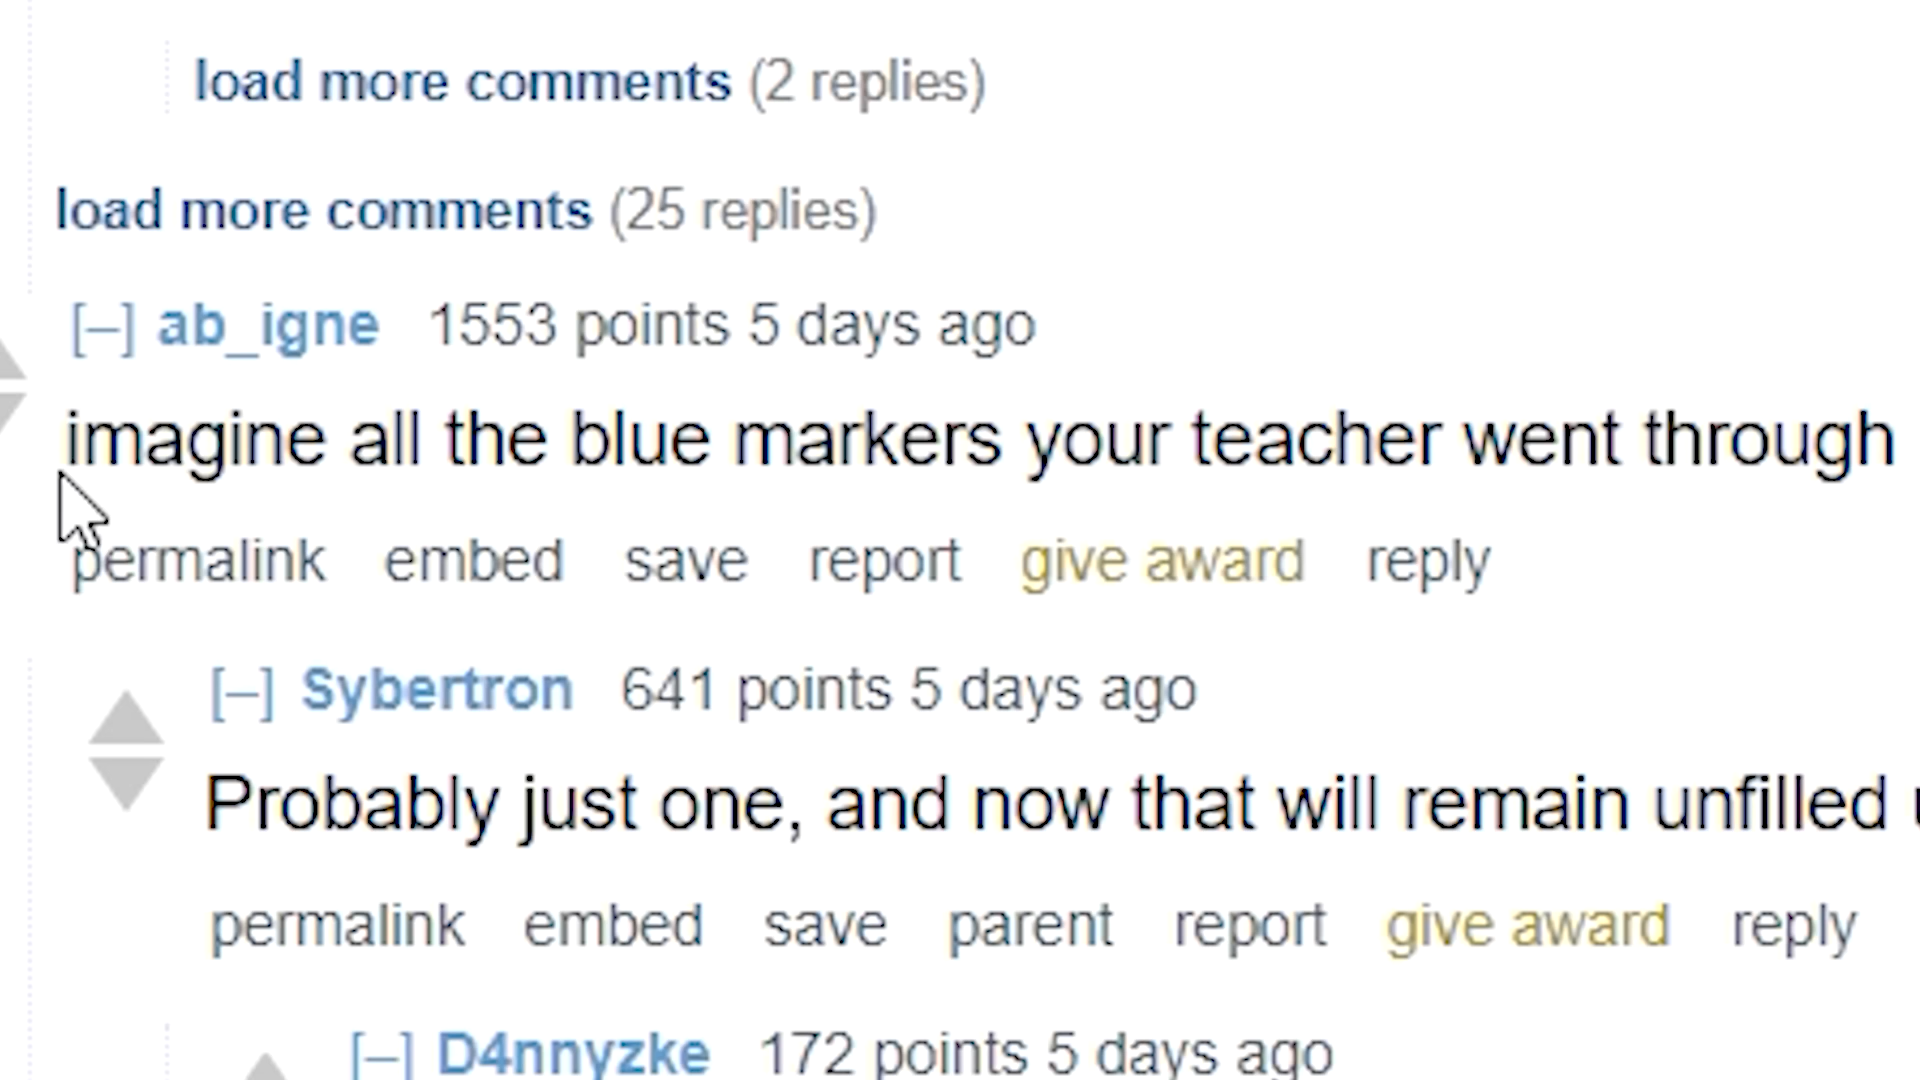 load more comments (2 replies)
load more comments (25 replies)
[–] ab_igne 1553 points 5 days ago
imagine all the blue markers your teacher went through
permalink embed save report give award reply
[–] Sybertron 641 points 5 days ago
Probably just one, and now that will remain unfilled
permalink embed save parent report give award reply
[–] D4nnyzke 172 points 5 days ago